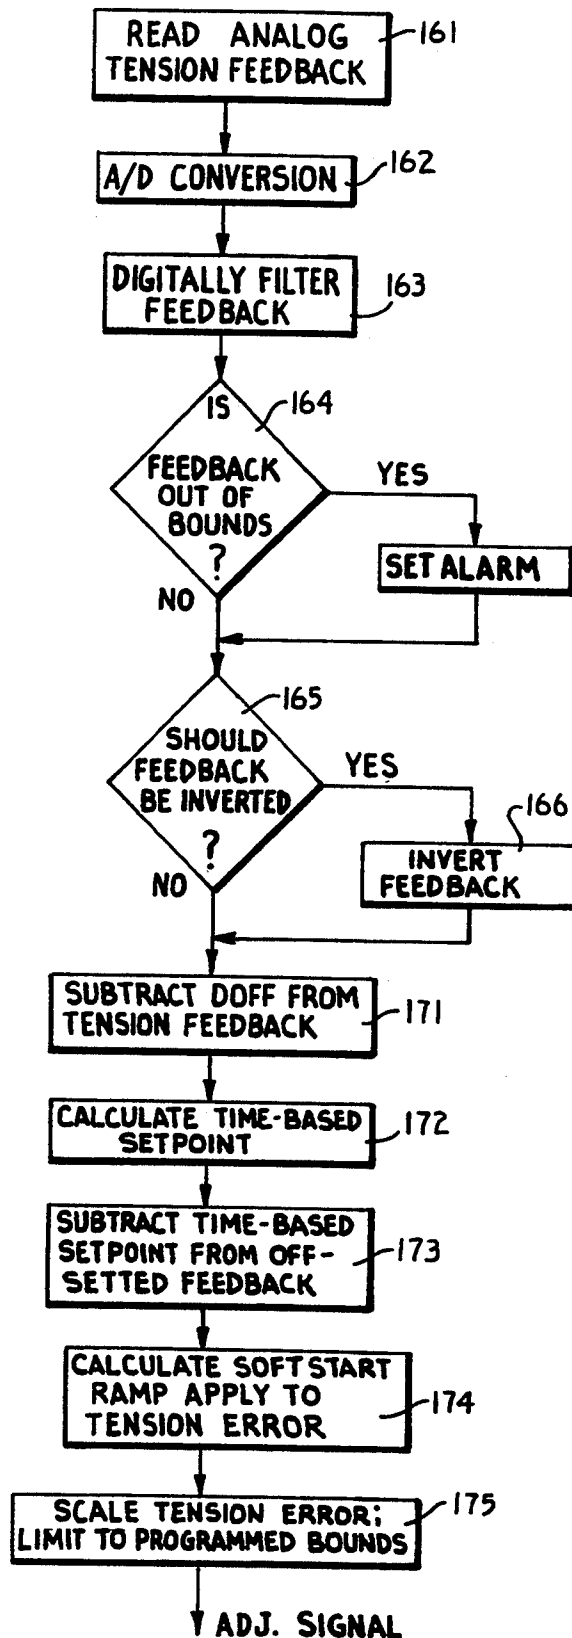 READ ANALOG
TENSION FEEDBACK
161
A/D CONVERSION
162
DIGITALLY FILTER
FEEDBACK
163
IS
FEEDBACK
OUT OF
BOUNDS
?
164
YES
SET ALARM
NO
165
SHOULD
FEEDBACK
BE INVERTED
?
YES
166
INVERT
FEEDBACK
NO
SUBTRACT DOFF FROM
TENSION FEEDBACK
171
CALCULATE TIME-BASED
SETPOINT
172
SUBTRACT TIME-BASED
SETPOINT FROM OFF-
SETTED FEEDBACK
173
CALCULATE SOFT START
RAMP APPLY TO
TENSION ERROR
174
SCALE TENSION ERROR:
LIMIT TO PROGRAMMED BOUNDS
175
ADJ. SIGNAL